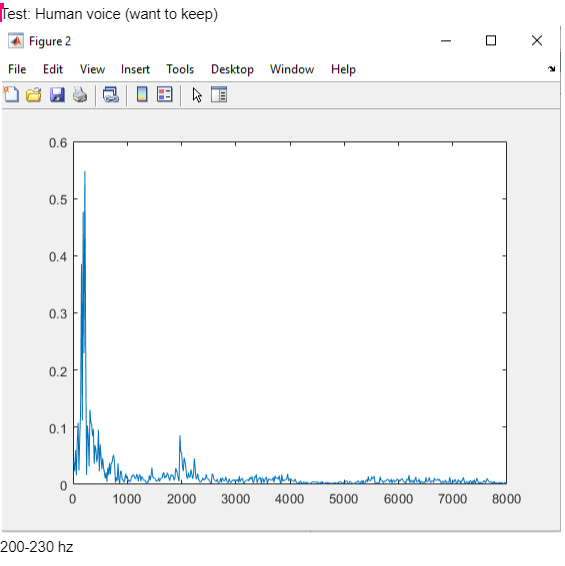 Test: Human voice (want to keep)
Figure 2
File Edit View Insert Tools Desktop Window Help
0.6
0.5
0.4
0.3
0.2
0.1
0
0 1000 2000 3000 4000 5000 6000 7000 8000
200-230 hz